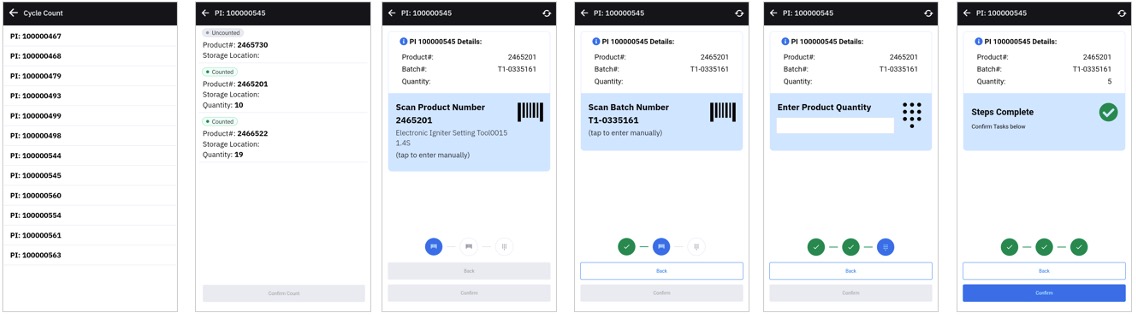 Cycle Count
PI: 100000467
PI: 100000468
PI: 100000479
PI: 100000493
PI: 100000499
PI: 100000498
PI: 100000544
PI: 100000545
PI: 100000560
PI: 100000554
PI: 100000561
PI: 100000563
PI: 100000545
Uncounted
Product#: 2465730
Storage Location:
Counted
Product#: 2465201
Storage Location:
Quantity: 10
Counted
Product#: 2466522
Storage Location:
Quantity: 19
Confirm Count
PI: 100000545
PI 100000545 Details:
Product#: 2465201
Batch#: T1-0335161
Quantity:
Scan Product Number
2465201
Electronic Igniter Setting Tool0015
1.4S
(tap to enter manually)
Back
Confirm
PI: 100000545
PI 100000545 Details:
Product#: 2465201
Batch#: T1-0335161
Quantity:
Scan Batch Number
T1-0335161
(tap to enter manually)
Back
Confirm
PI: 100000545
PI 100000545 Details:
Product#: 2465201
Batch#: T1-0335161
Quantity:
Enter Product Quantity
Back
Confirm
PI: 100000545
PI 100000545 Details:
Product#: 2465201
Batch#: T1-0335161
Quantity: 5
Steps Complete
Confirm Tasks below
Back
Confirm